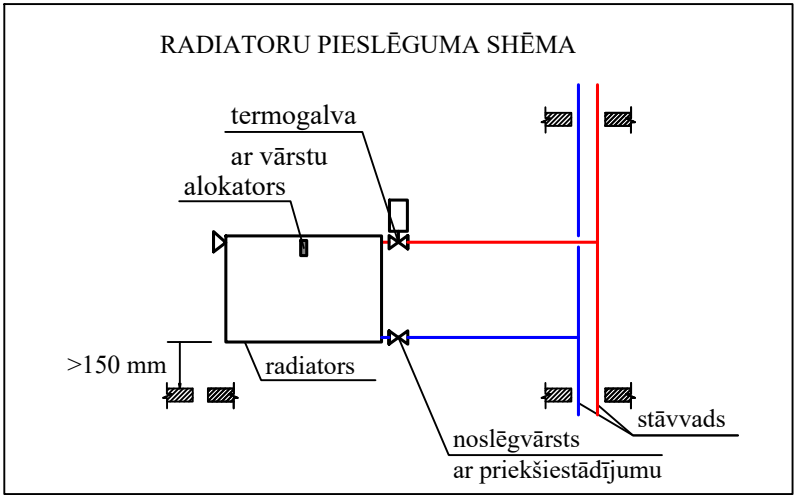 RADIATORU PIESLĒGUMA SHĒMA
termogalva
ar vārstu
alokators
>150 mm
radiators
stāvvads
noslēgvārsts
ar priekšiestādījumu